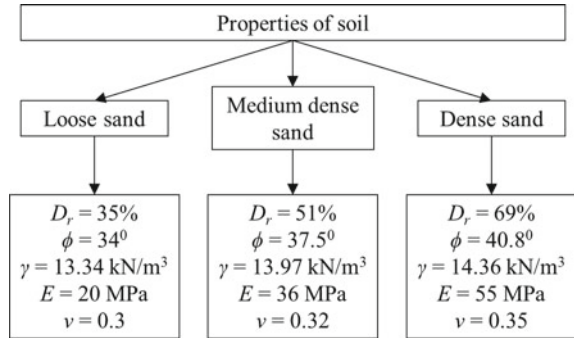 Properties of soil
Loose sand
Medium dense
sand
Dense sand
D_r = 35%
ϕ = 34⁰
γ = 13.34 kN/m³
E = 20 MPa
ν = 0.3
D_r = 51%
ϕ = 37.5⁰
γ = 13.97 kN/m³
E = 36 MPa
ν = 0.32
D_r = 69%
ϕ = 40.8⁰
γ = 14.36 kN/m³
E = 55 MPa
ν = 0.35